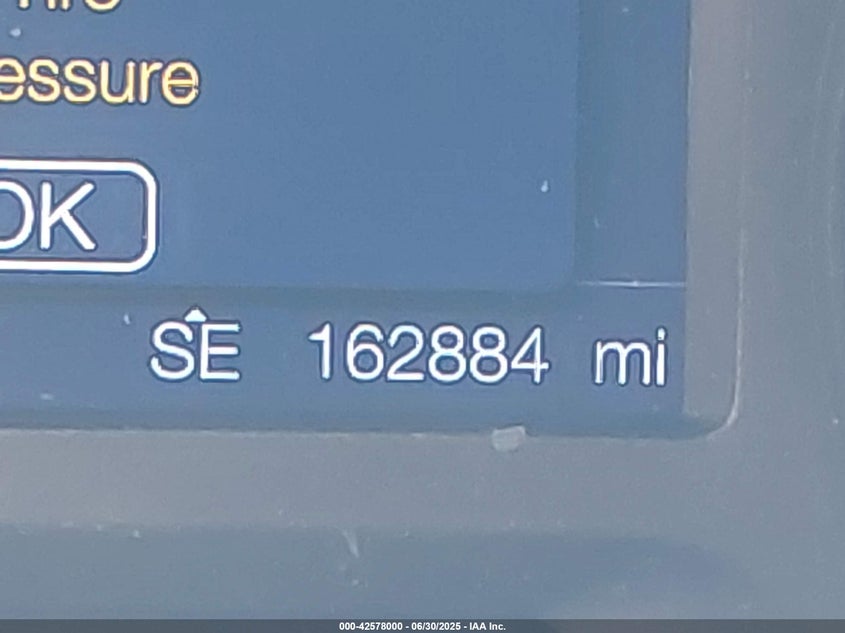 essure
OK
SE 162884 mi
000-42578000 - 06/30/2025 - IAA Inc.